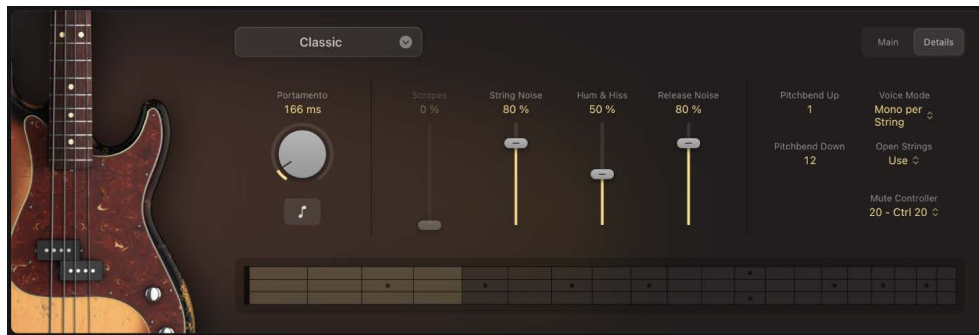 Classic
Main
Details
Portamento
166 ms
Scrapes
0 %
String Noise
80 %
Hum & Hiss
50 %
Release Noise
80 %
Pitchbend Up
1
Voice Mode
Mono per
String
Pitchbend Down
12
Open Strings
Use
Mute Controller
20 - Ctrl 20